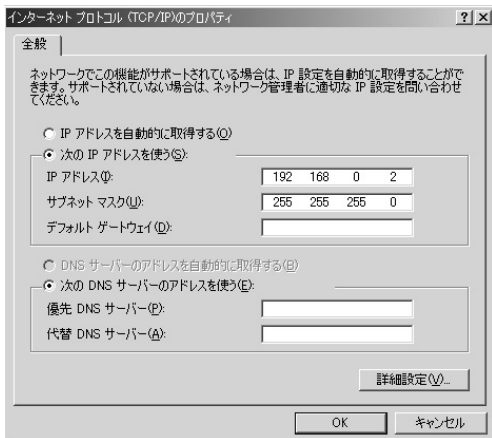 インターネット プロトコル (TCP/IP)のプロパティ
? ×
全般
ネットワークでこの機能がサポートされている場合は、IP 設定を自動的に取得することがで
きます。サポートされていない場合は、ネットワーク管理者に適切な IP 設定を問い合わせ
てください。
IP アドレスを自動的に取得する(O)
次の IP アドレスを使う(S):
IP アドレス(I): 192 168 0 2
サブネット マスク(U): 255 255 255 0
デフォルト ゲートウェイ(D):
DNS サーバーのアドレスを自動的に取得する(B)
次の DNS サーバーのアドレスを使う(E):
優先 DNS サーバー(P):
代替 DNS サーバー(A):
詳細設定(V)...
OK キャンセル